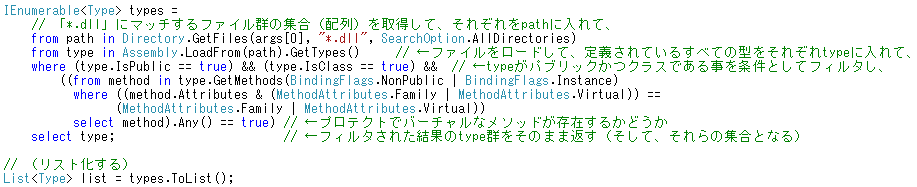 IEnumerable<Type> types =
// 「*.dll」にマッチするファイル群の集合（配列）を取得して、それぞれをpathに入れて、
from path in Directory.GetFiles(args[0], "*.dll", SearchOption.AllDirectories)
from type in Assembly.LoadFrom(path).GetTypes() // ←ファイルをロードして、定義されているすべての型をそれぞれtypeに入れて、
where (type.IsPublic == true) && (type.IsClass == true) && // ←typeがパブリックかつクラスである事を条件としてフィルタし、
((from method in type.GetMethods(BindingFlags.NonPublic | BindingFlags.Instance)
where ((method.Attributes & (MethodAttributes.Family | MethodAttributes.Virtual)) ==
(MethodAttributes.Family | MethodAttributes.Virtual))
select method).Any() == true) // ←プロテクトでバーチャルなメソッドが存在するかどうか
select type; // ←フィルタされた結果のtype群をそのまま返す（そして、それらの集合となる）
// （リスト化する）
List<Type> list = types.ToList();